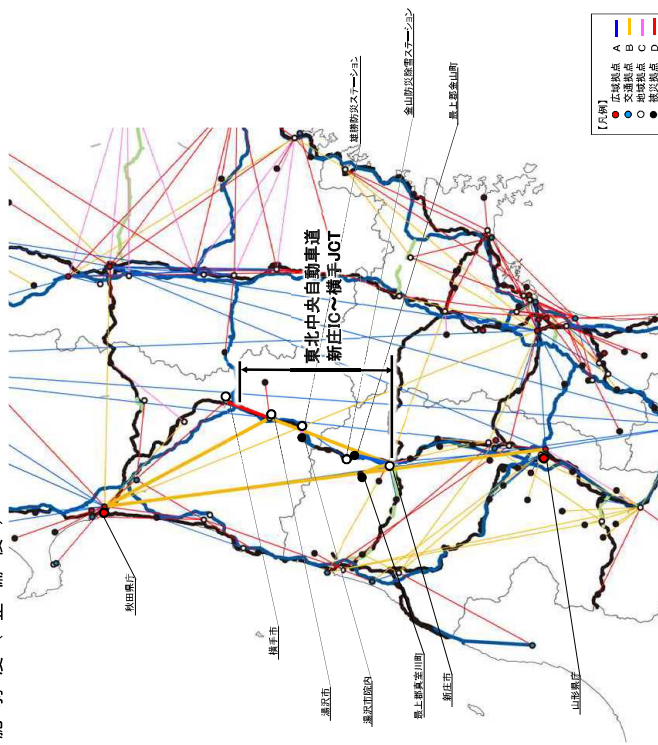 雄勝防災ステーション
金山防災除雪ステーション
最上郡金山町
東北中央自動車道
新庄IC～横手JCT
秋田県庁
横手市
湯沢市
湯沢市院内
最上郡真室川町
新庄市
山形県庁
【凡例】
広域拠点 A
交通拠点 B
地域拠点 C
被災拠点 D